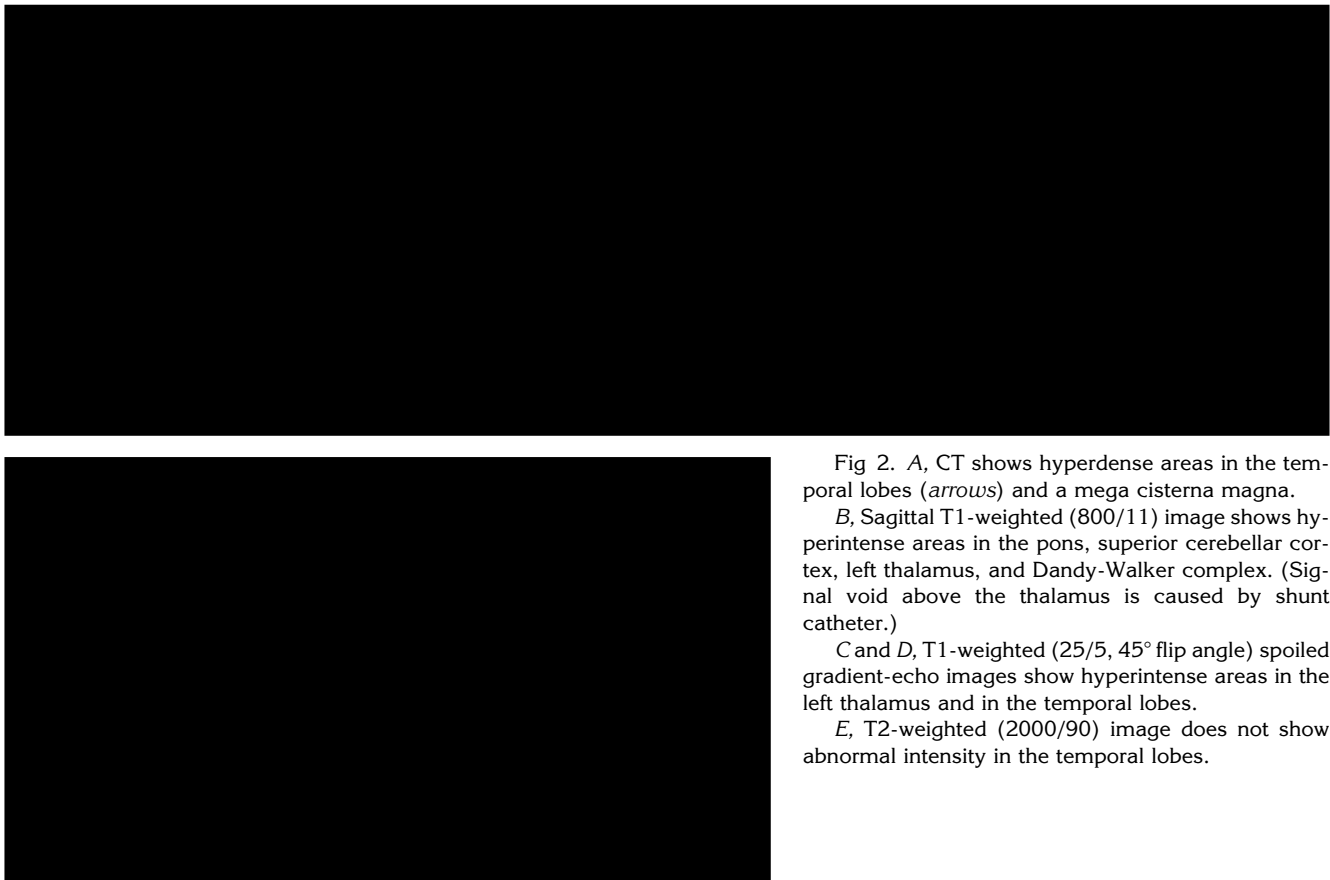 Fig 2. A, CT shows hyperdense areas in the tem-
poral lobes (arrows) and a mega cisterna magna.
B, Sagittal T1-weighted (800/11) image shows hy-
perintense areas in the pons, superior cerebellar cor-
tex, left thalamus, and Dandy-Walker complex. (Sig-
nal void above the thalamus is caused by shunt
catheter.)
C and D, T1-weighted (25/5, 45° flip angle) spoiled
gradient-echo images show hyperintense areas in the
left thalamus and in the temporal lobes.
E, T2-weighted (2000/90) image does not show
abnormal intensity in the temporal lobes.